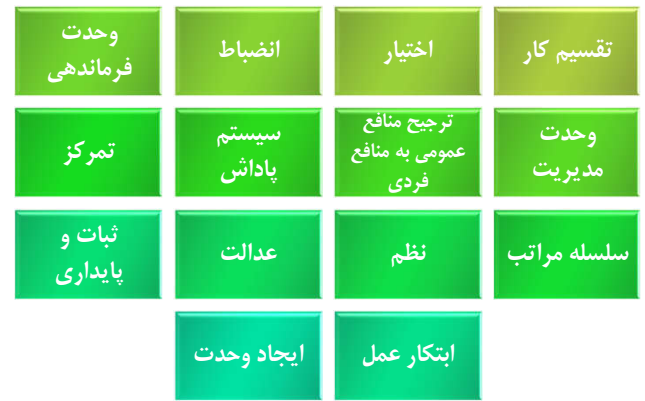 تقسیم کار
اختیار
انضباط
وحدت
فرماندهی
وحدت
مدیریت
ترجیح منافع
عمومی به منافع
فردی
سیستم
پاداش
تمرکز
سلسله مراتب
نظم
عدالت
ثبات و
پایداری
ابتکار عمل
ایجاد وحدت